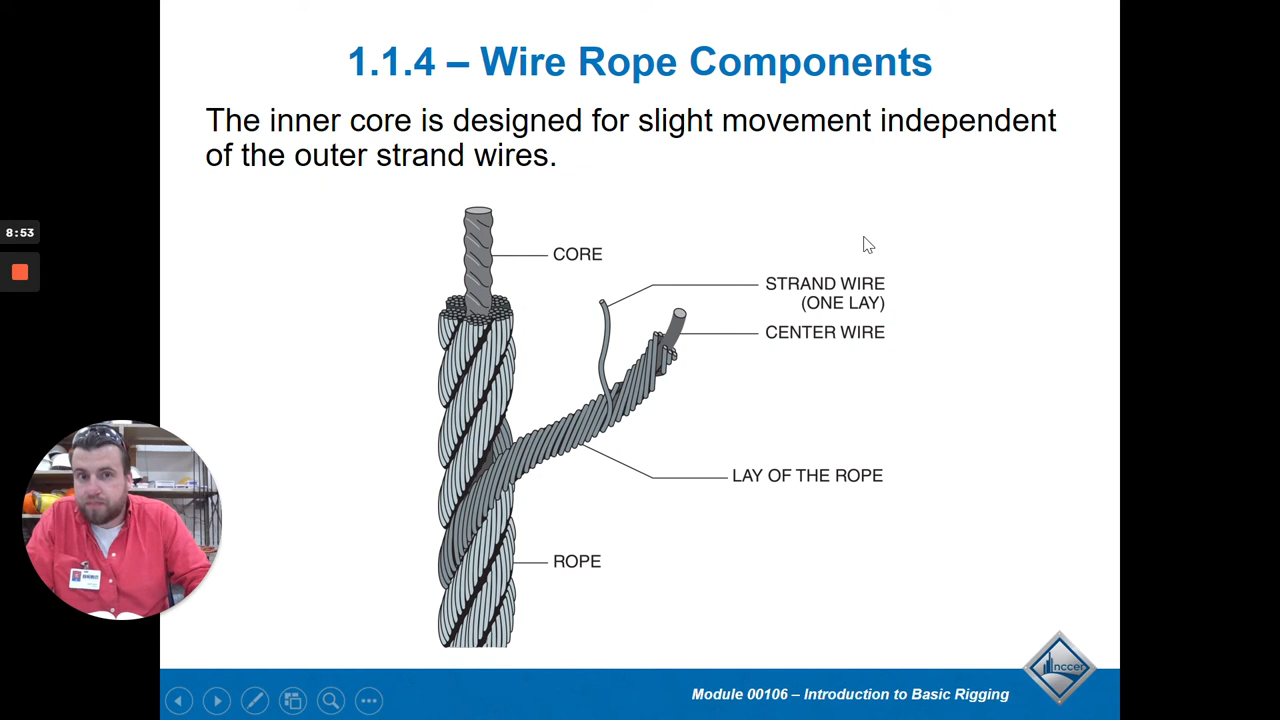 1.1.4 – Wire Rope Components
The inner core is designed for slight movement independent
of the outer strand wires.
8:53
CORE
STRAND WIRE
(ONE LAY)
CENTER WIRE
LAY OF THE ROPE
ROPE
nccer
Module 00106 – Introduction to Basic Rigging